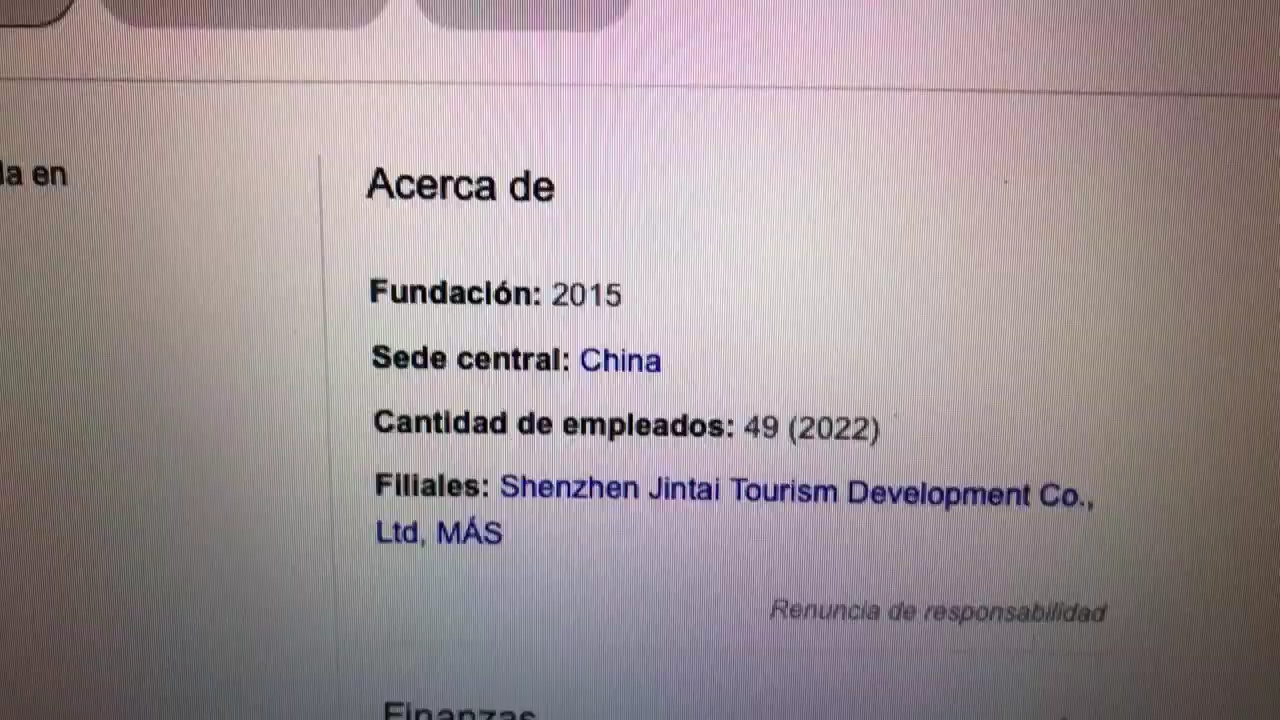 la en
Acerca de
Fundación: 2015
Sede central: China
Cantidad de empleados: 49 (2022)
Filiales: Shenzhen Jintai Tourism Development Co.,
Ltd, MÁS
Renuncia de responsabilidad
Finanzas